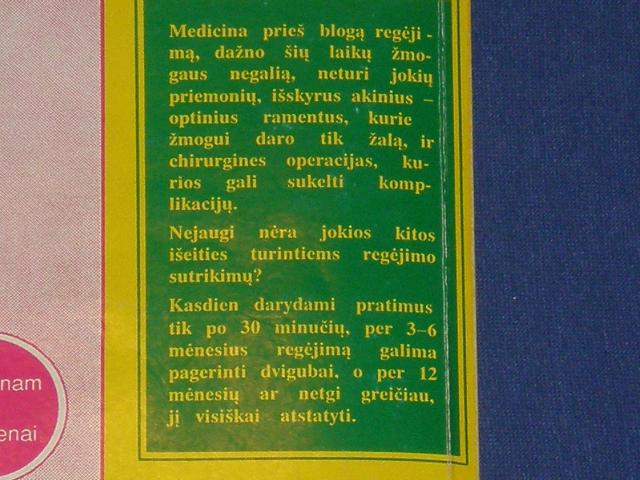 Medicina prieš blogą regėji-
mą, dažno šių laikų žmo-
gaus negalią, neturi jokių
priemonių, išskyrus akinius –
optinius ramentus, kurie
žmogui daro tik žalą, ir
chirurgines operacijas, ku-
rios gali sukelti komp-
likacijų.
Nejaugi nėra jokios kitos
išeities turintiems regėjimo
sutrikimų?
Kasdien darydami pratimus
tik po 30 minučių, per 3–6
mėnesius regėjimą galima
pagerinti dvigubai, o per 12
mėnesių ar netgi greičiau,
jį visiškai atstatyti.
nam
enai